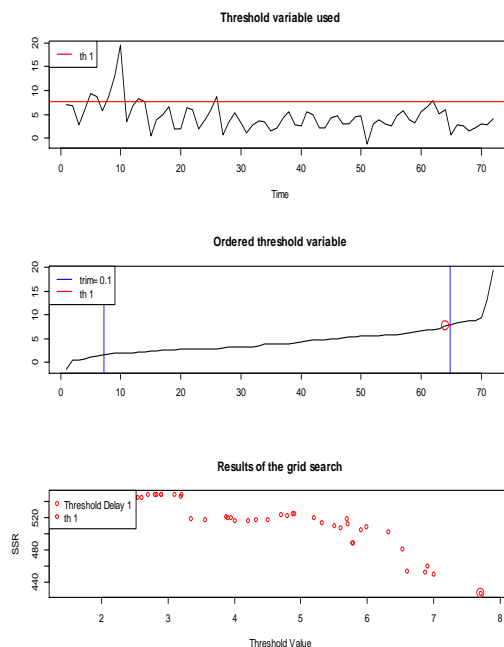 Threshold variable used
th 1
20
15
10
5
0
0 10 20 30 40 50 60 70
Time
Ordered threshold variable
trim= 0.1
th 1
20
15
10
5
0
0 10 20 30 40 50 60 70
Results of the grid search
Threshold Delay 1
th 1
SSR
520
480
440
2 3 4 5 6 7 8
Threshold Value